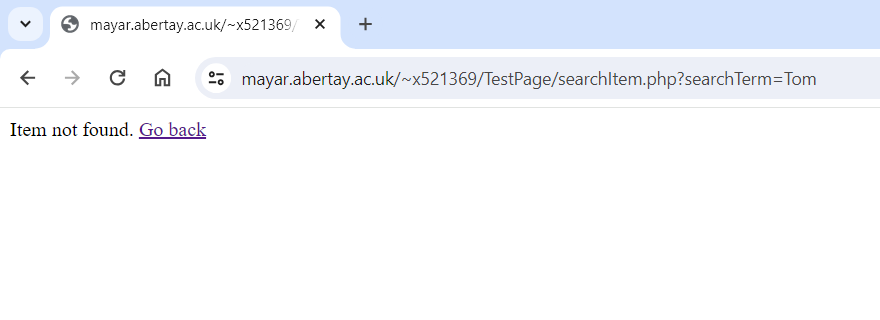 mayar.abertay.ac.uk/~x521369/
mayar.abertay.ac.uk/~x521369/TestPage/searchItem.php?searchTerm=Tom
Item not found. Go back